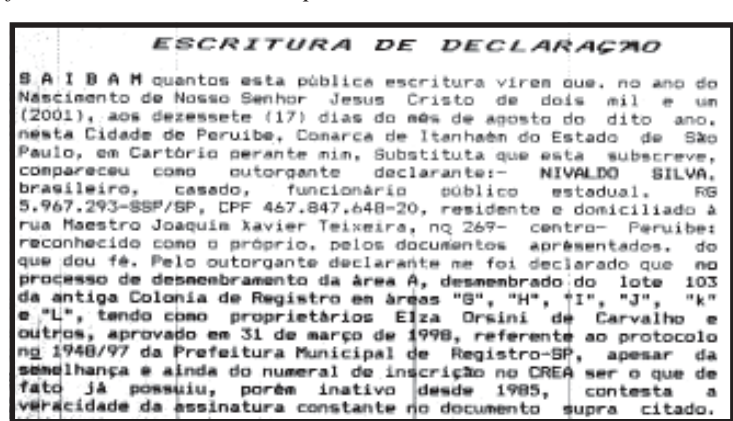 ESCRITURA DE DECLARAÇÃO
S A I B A M quantos esta pública escritura virem que, no ano do
Nascimento de Nosso Senhor Jesus Cristo de dois mil e um
(2001), aos dezessete (17) dias do mês de agosto do dito ano,
nesta Cidade de Peruibe, Comarca de Itanhaém do Estado de São
Paulo, em Cartório perante mim, Substituta que esta subscreve,
compareceu como outorgante declarante:- NIVALDO SILVA,
brasileiro, casado, funcionário público estadual, RG
5.967.293-SSP/SP, CPF 467.847.648-20, residente e domiciliado à
rua Maestro Joaquim Xavier Teixeira, nº 269- centro- Peruibe;
reconhecido como o próprio, pelos documentos apresentados, do
que dou fé. Pelo outorgante declarante me foi declarado que no
processo de desmembramento da área A, desmembrado do lote 103
da antiga Colonia de Registro em áreas "G", "H", "I", "J", "k"
e "L", tendo como proprietários Elza Orsini de Carvalho e
outros, aprovado em 31 de março de 1998, referente ao protocolo
nº 1948/97 da Prefeitura Municipal de Registro-SP, apesar da
semelhança e ainda do numeral de inscrição no CREA ser o que de
fato já possuiu, porém inativo desde 1985, contesta a
veracidade da assinatura constante no documento supra citado.